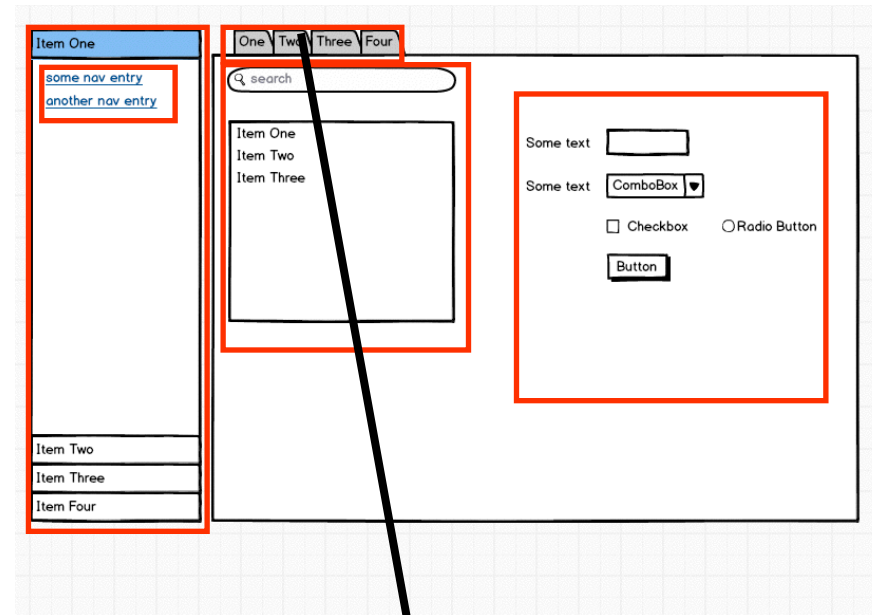 Item One
some nav entry
another nav entry
Item Two
Item Three
Item Four
One Two Three Four
search
Item One
Item Two
Item Three
Some text
Some text ComboBox
Checkbox Radio Button
Button